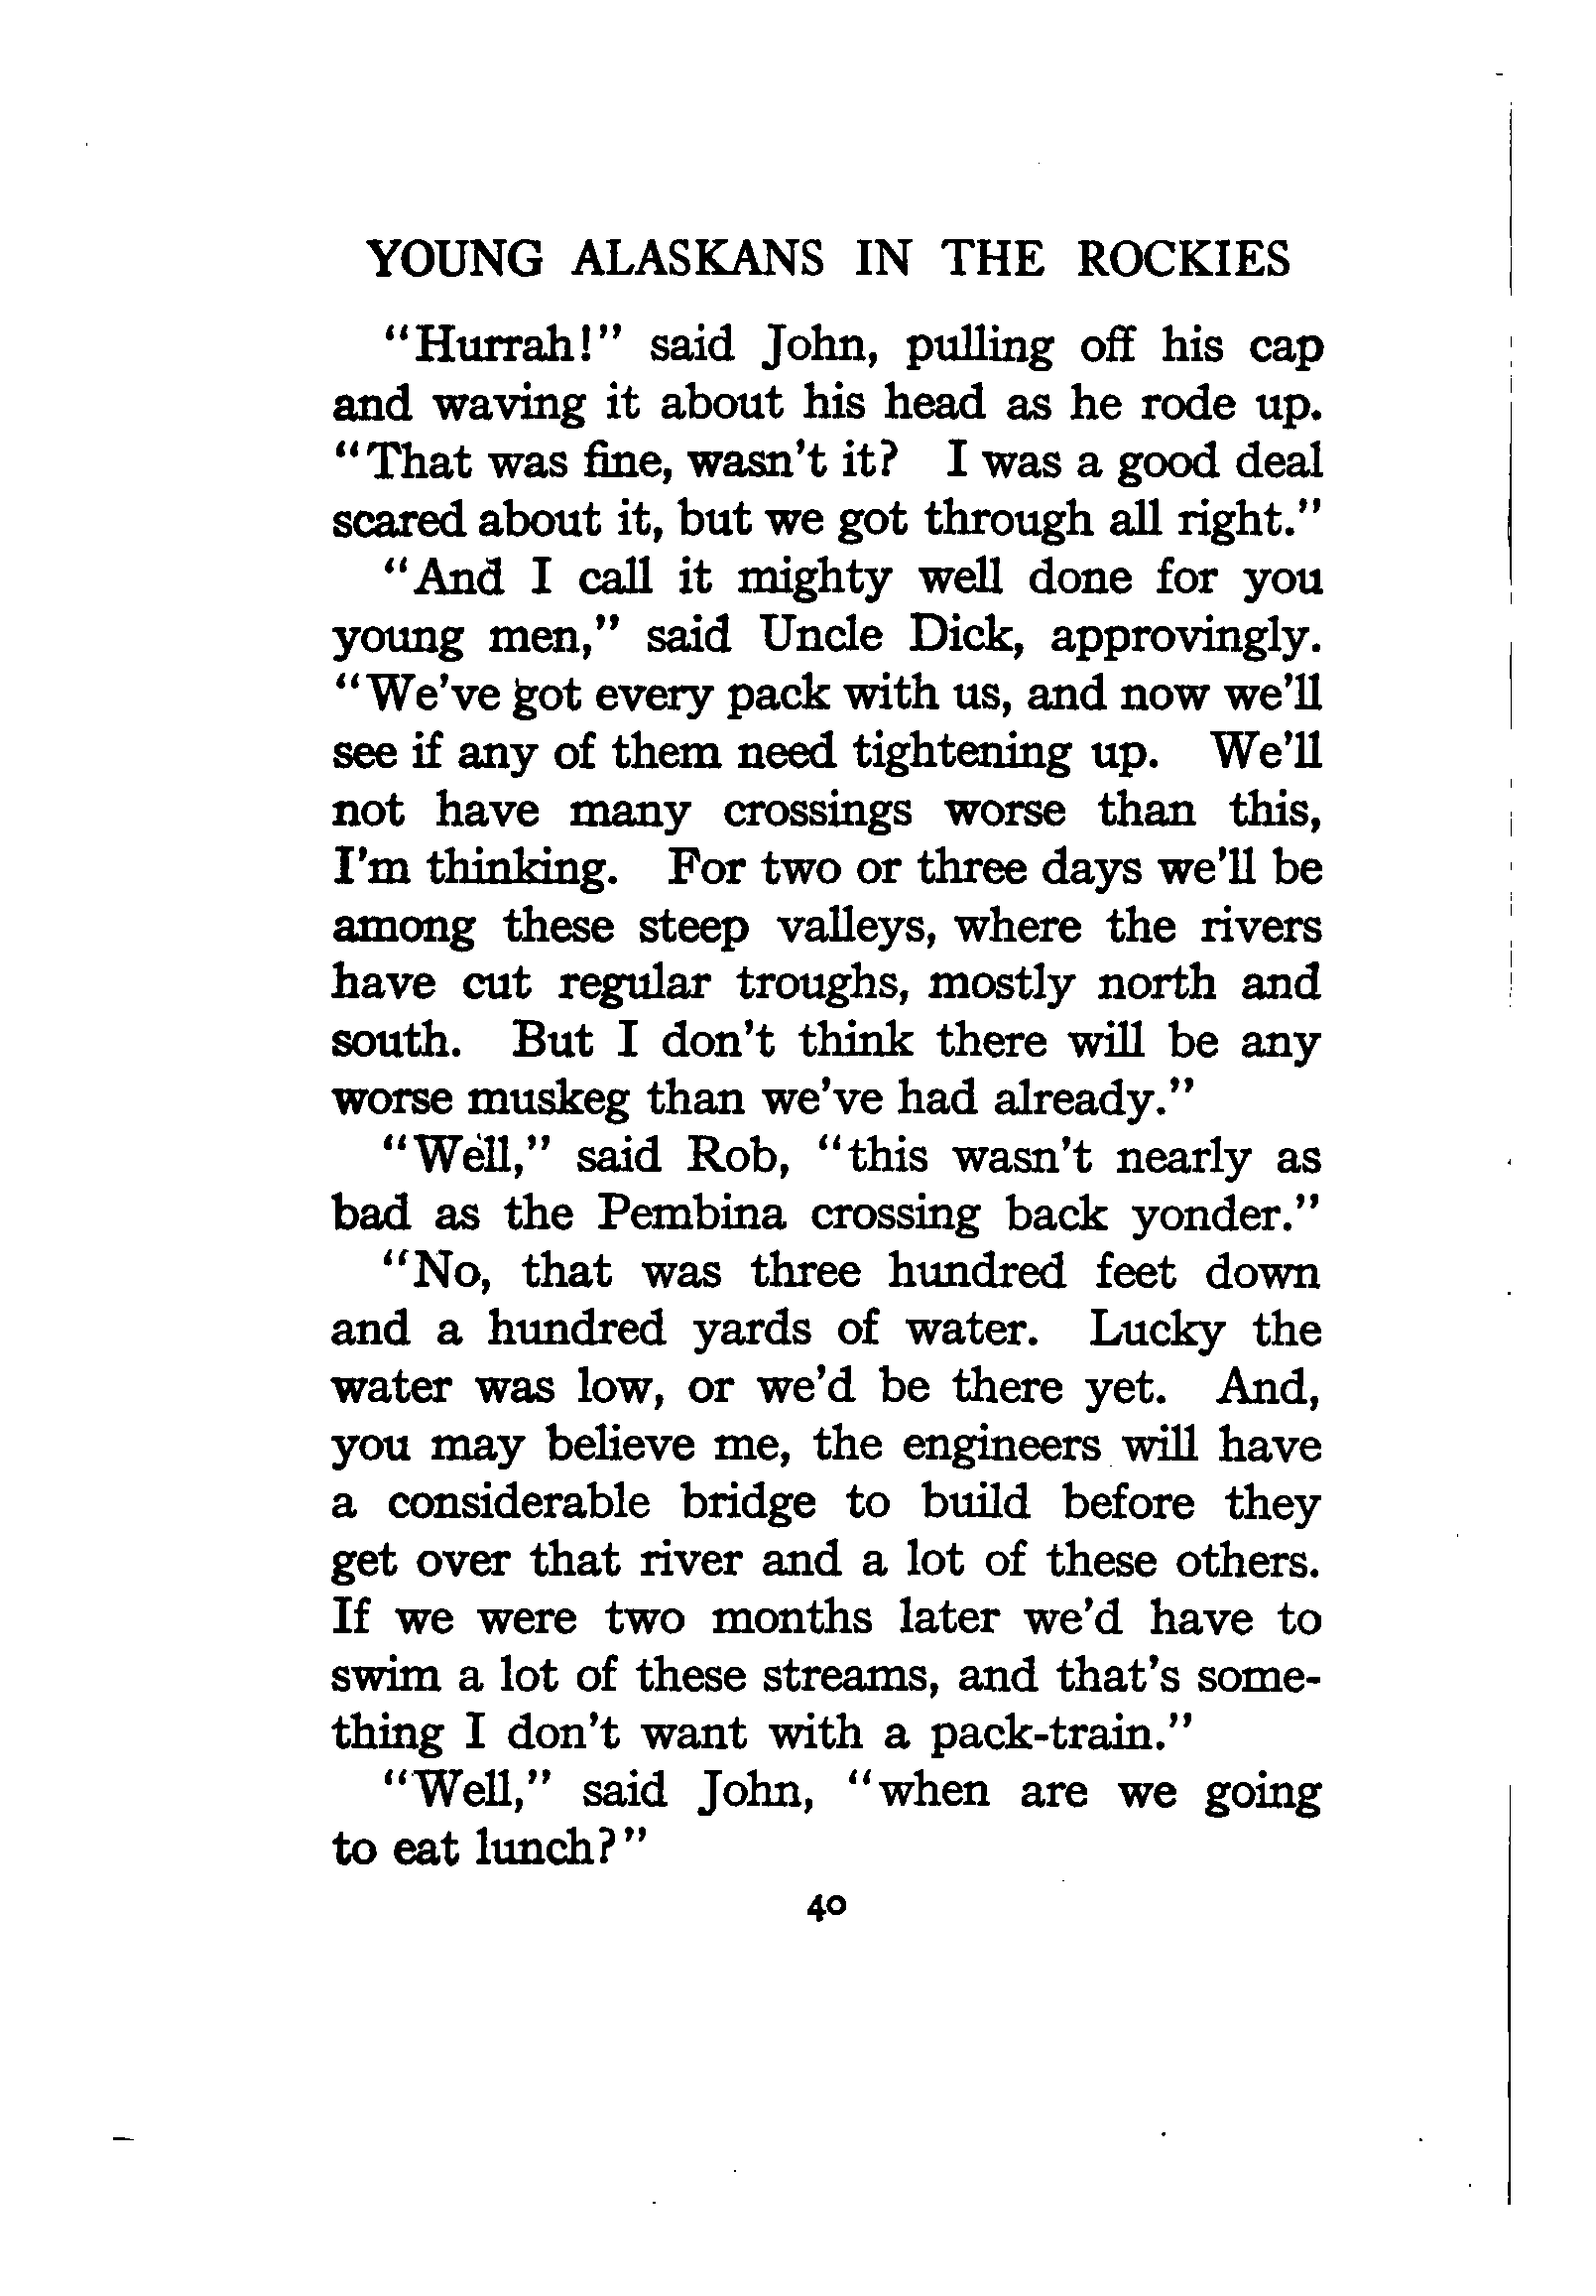 YOUNG ALASKANS IN THE ROCKIES
"Hurrah!" said John, pulling off his cap
and waving it about his head as he rode up.
"That was fine, wasn't it? I was a good deal
scared about it, but we got through all right."
"And I call it mighty well done for you
young men," said Uncle Dick, approvingly.
"We've got every pack with us, and now we'll
see if any of them need tightening up. We'll
not have many crossings worse than this,
I'm thinking. For two or three days we'll be
among these steep valleys, where the rivers
have cut regular troughs, mostly north and
south. But I don't think there will be any
worse muskeg than we've had already."
"Well," said Rob, "this wasn't nearly as
bad as the Pembina crossing back yonder."
"No, that was three hundred feet down
and a hundred yards of water. Lucky the
water was low, or we'd be there yet. And,
you may believe me, the engineers will have
a considerable bridge to build before they
get over that river and a lot of these others.
If we were two months later we'd have to
swim a lot of these streams, and that's some-
thing I don't want with a pack-train."
"Well," said John, "when are we going
to eat lunch?"
40